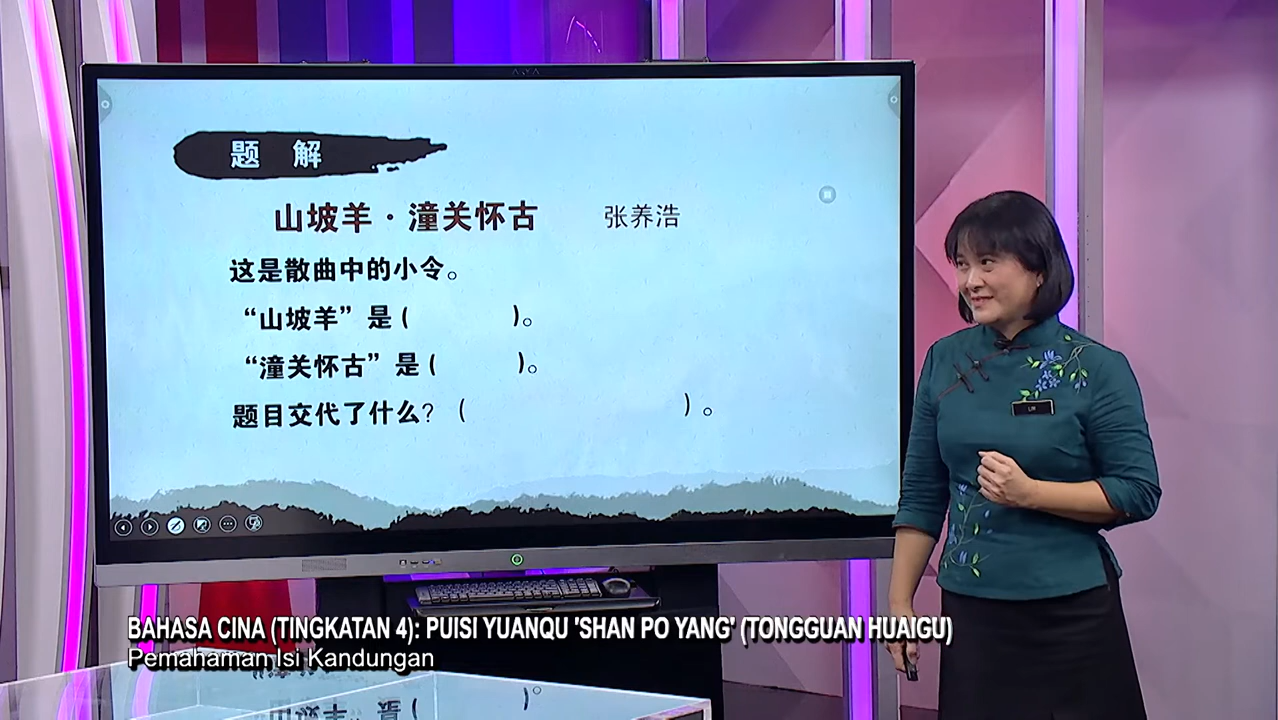 题 解
山坡羊·潼关怀古 张养浩
这是散曲中的小令。
“山坡羊”是( )。
“潼关怀古”是( )。
题目交代了什么?( )。
LIM
BAHASA CINA (TINGKATAN 4): PUISI YUANQU 'SHAN PO YANG' (TONGGUAN HUAIGU)
Pemahaman Isi Kandungan